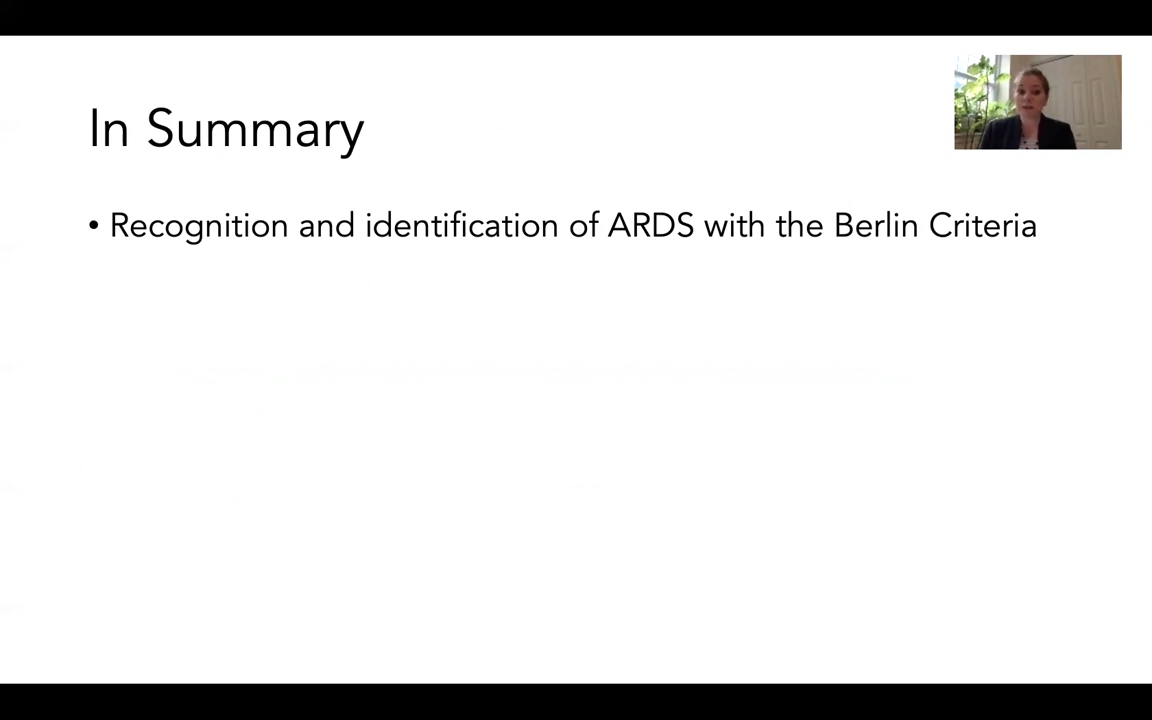 In Summary
• Recognition and identification of ARDS with the Berlin Criteria